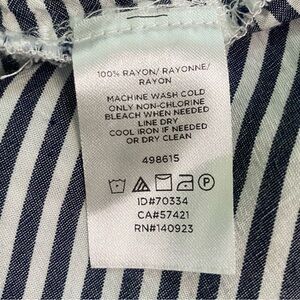 100% RAYON/ RAYONNE/
RAYON
MACHINE WASH COLD
ONLY NON-CHLORINE
BLEACH WHEN NEEDED
LINE DRY
COOL IRON IF NEEDED
OR DRY CLEAN
498615
P
ID#70334
CA#57421
RN#140923